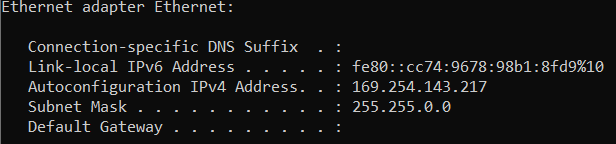 Ethernet adapter Ethernet:
Connection-specific DNS Suffix  . :
Link-local IPv6 Address . . . . . : fe80::cc74:9678:98b1:8fd9%10
Autoconfiguration IPv4 Address. . : 169.254.143.217
Subnet Mask . . . . . . . . . . . : 255.255.0.0
Default Gateway . . . . . . . . . :